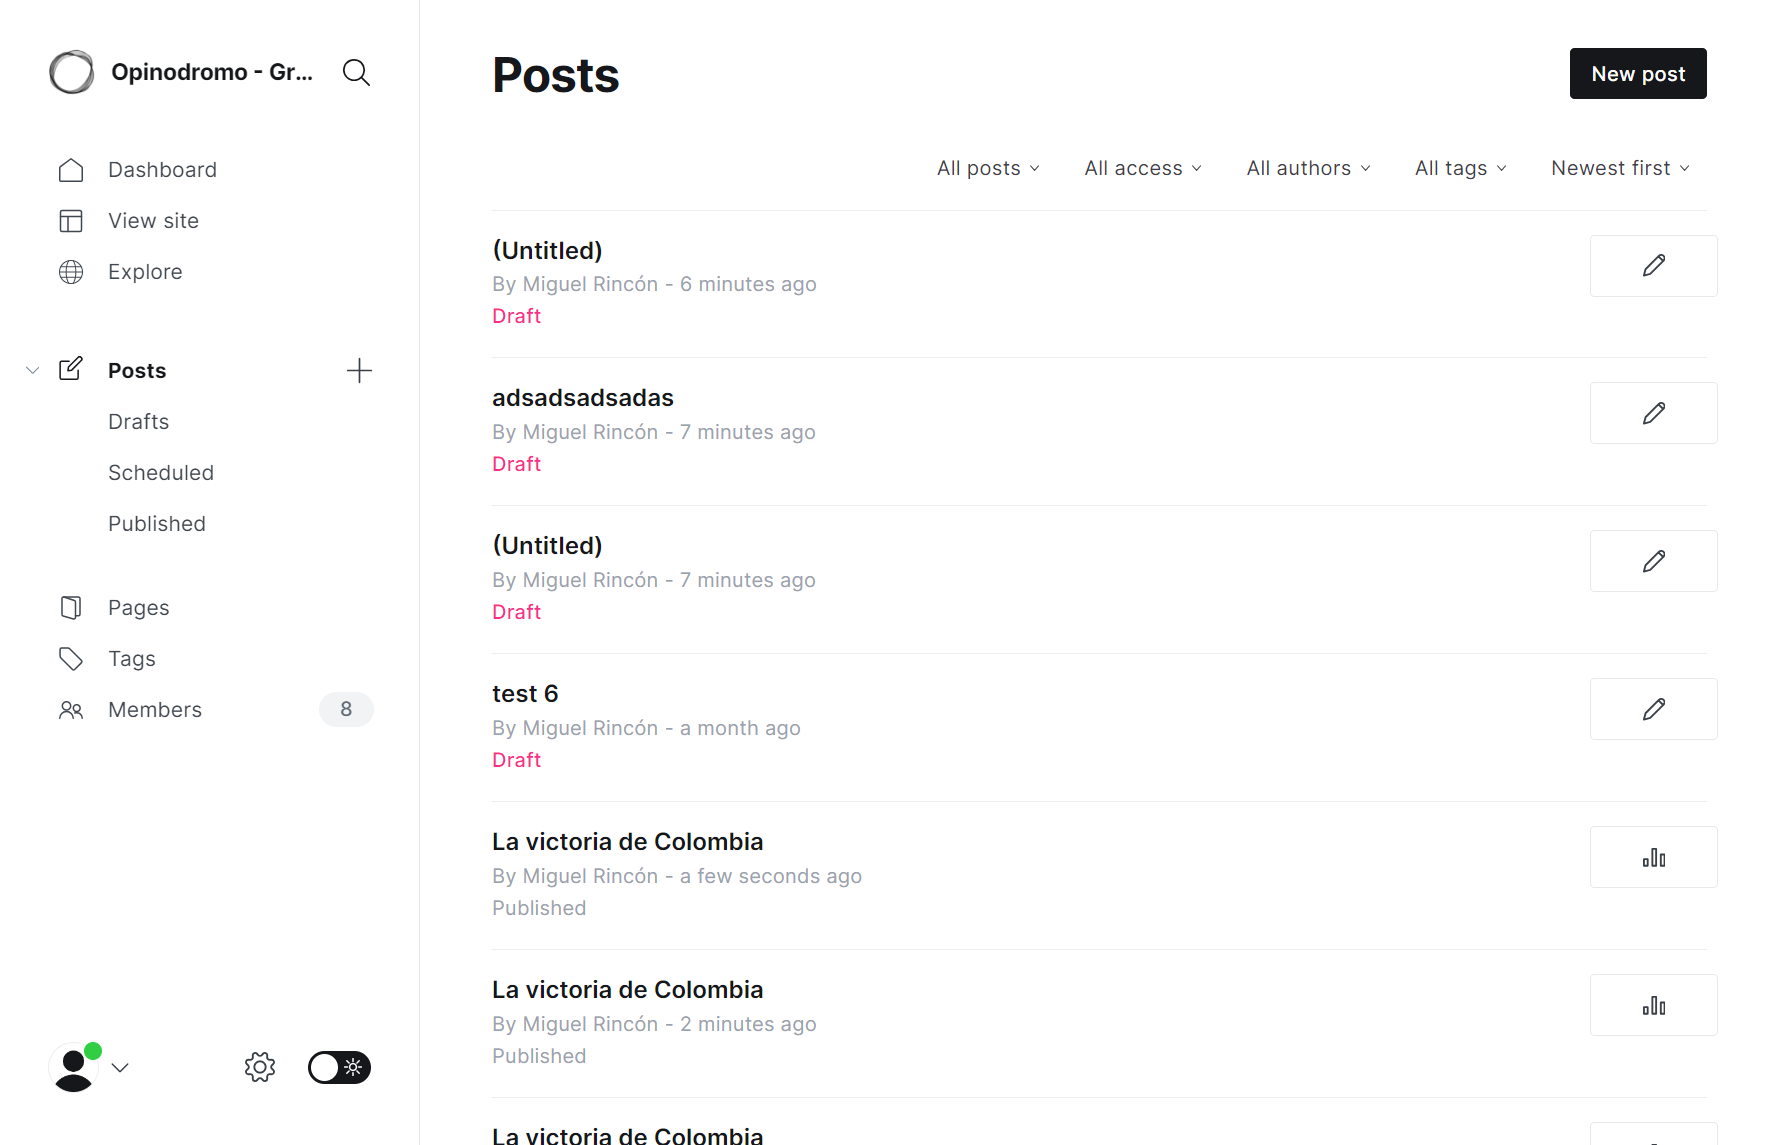 Opinodromo - Gr...
Dashboard
View site
Explore
Posts
Drafts
Scheduled
Published
Pages
Tags
Members 8
Posts
New post
All posts All access All authors All tags Newest first
(Untitled)
By Miguel Rincón - 6 minutes ago
Draft
adsadsadsadas
By Miguel Rincón - 7 minutes ago
Draft
(Untitled)
By Miguel Rincón - 7 minutes ago
Draft
test 6
By Miguel Rincón - a month ago
Draft
La victoria de Colombia
By Miguel Rincón - a few seconds ago
Published
La victoria de Colombia
By Miguel Rincón - 2 minutes ago
Published
La victoria de Colombia